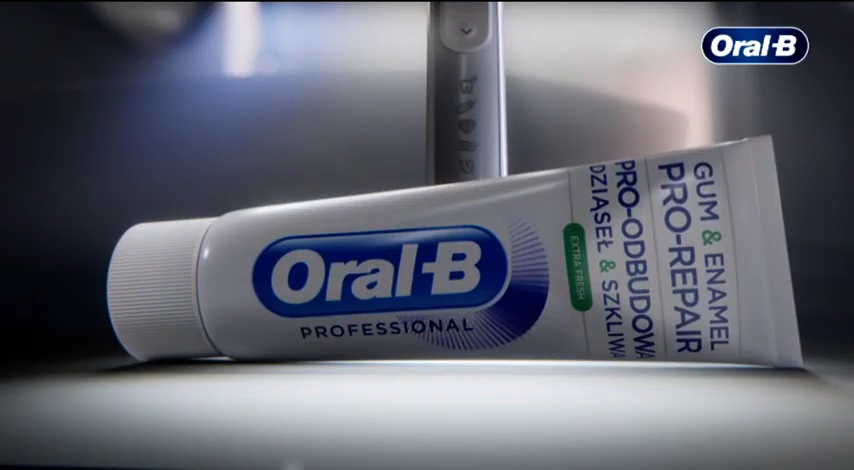 Oral-B
Oral-B
PROFESSIONAL
EXTRA FRESH
GUM & ENAMEL
PRO-REPAIR
PRO-ODBUDOWA
DZIĄSEŁ & SZKLIWA